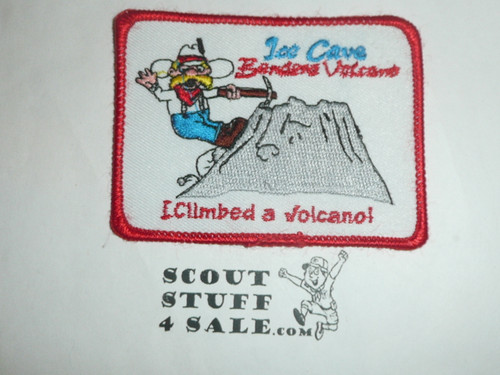 Ice Cave
Bandera Volcano
I Climbed a Volcano!
SCOUT
STUFF
4 SALE.COM